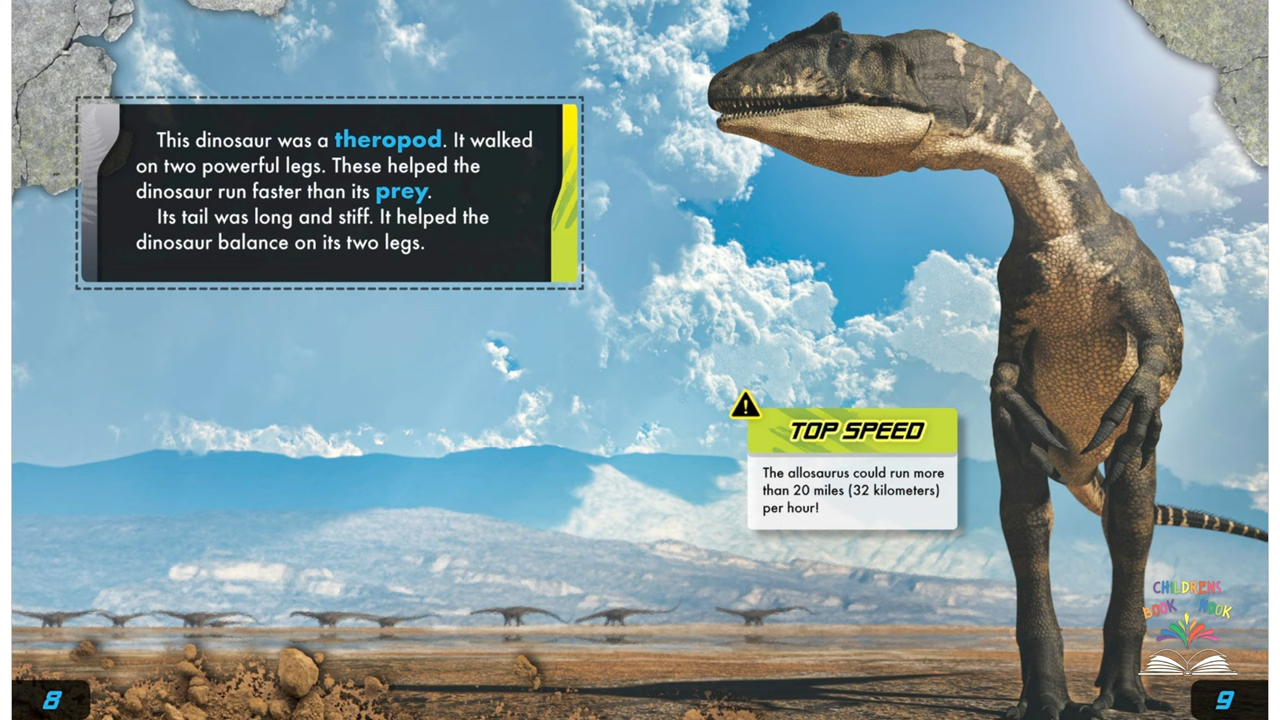 This dinosaur was a theropod. It walked
on two powerful legs. These helped the
dinosaur run faster than its prey.
Its tail was long and stiff. It helped the
dinosaur balance on its two legs.
TOP SPEED
The allosaurus could run more
than 20 miles (32 kilometers)
per hour!
CHILDRENS
BOOK NOOK
8
9